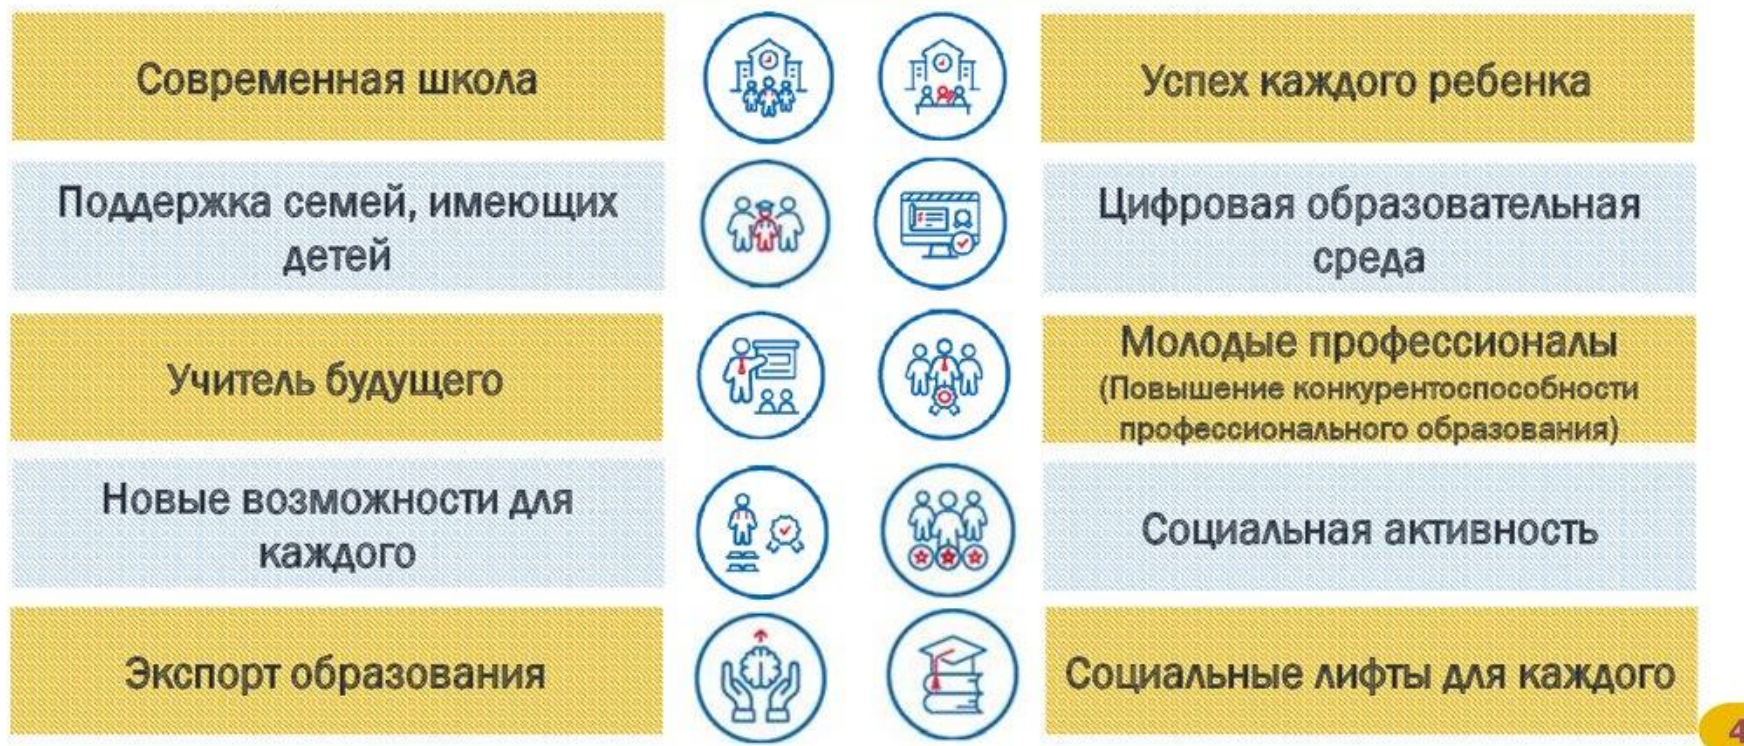 Современная школа
Успех каждого ребенка
Поддержка семей, имеющих
детей
Цифровая образовательная
среда
Учитель будущего
Молодые профессионалы
(Повышение конкурентоспособности
профессионального образования)
Новые возможности для
каждого
Социальная активность
Экспорт образования
Социальные лифты для каждого
4